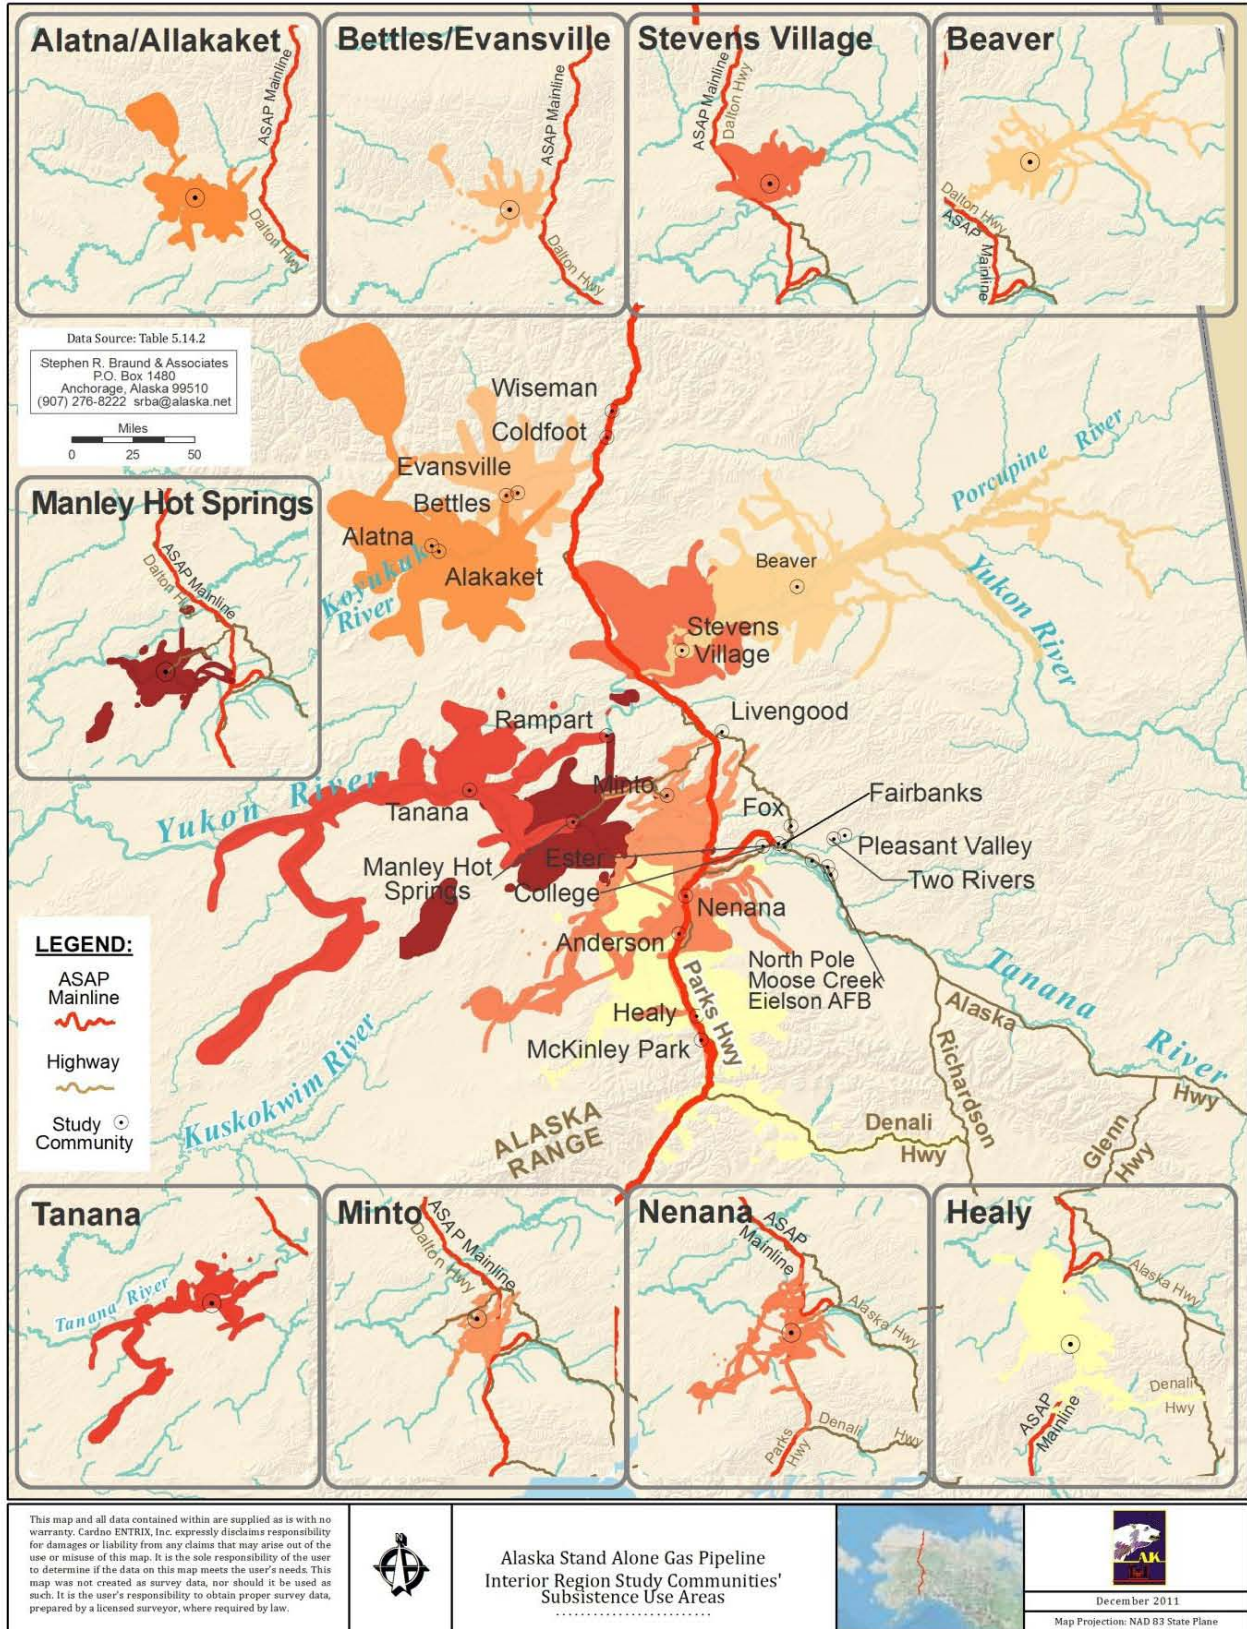 Alatna/Allakaket
ASAP Mainline
Dalton Hwy
Bettles/Evansville
ASAP Mainline
Dalton Hwy
Stevens Village
ASAP Mainline
Dalton Hwy
Beaver
Dalton Hwy
ASAP Mainline
Data Source: Table 5.14.2
Stephen R. Braund & Associates
P.O. Box 1480
Anchorage, Alaska 99510
(907) 276-8222 srba@alaska.net
Miles
0 25 50
Manley Hot Springs
ASAP Mainline
Dalton Hwy
Wiseman
Coldfoot
Evansville
Bettles
Alatna
Alakaket
Koyukuk
River
Porcupine River
Beaver
Yukon River
Stevens
Village
Rampart
Livengood
Yukon River
Tanana
Minto
Fox
Fairbanks
Manley Hot
Springs
Ester
College
Pleasant Valley
Two Rivers
Nenana
Anderson
North Pole
Moose Creek
Eielson AFB
Parks Hwy
Healy
McKinley Park
Tanana
River
Alaska
Hwy
Richardson
Glenn
Hwy
Denali
Hwy
Kuskokwim River
ALASKA
RANGE
LEGEND:
ASAP
Mainline
Highway
Study
Community
Tanana
Tanana River
Minto
ASAP Mainline
Dalton Hwy
Nenana
ASAP
Mainline
Alaska Hwy
Denali
Hwy
Parks
Hwy
Healy
Alaska Hwy
Denali
Hwy
ASAP
Mainline
This map and all data contained within are supplied as is with no
warranty. Cardno ENTRIX, Inc. expressly disclaims responsibility
for damages or liability from any claims that may arise out of the
use or misuse of this map. It is the sole responsibility of the user
to determine if the data on this map meets the user's needs. This
map was not created as survey data, nor should it be used as
such. It is the user's responsibility to obtain proper survey data,
prepared by a licensed surveyor, where required by law.
Alaska Stand Alone Gas Pipeline
Interior Region Study Communities'
Subsistence Use Areas
AK
December 2011
Map Projection: NAD 83 State Plane